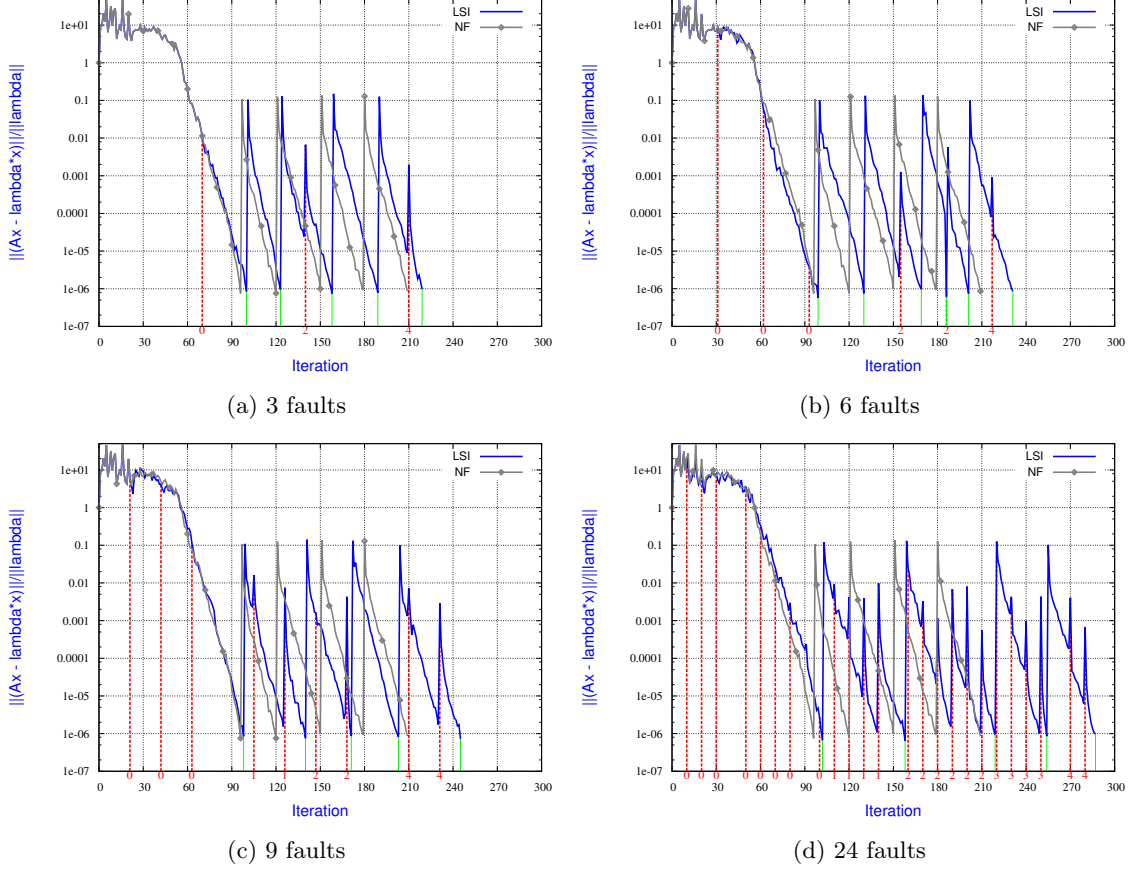 1e+01
1
0.1
0.01
0.001
0.0001
1e-05
1e-06
1e-07
||(Ax - lambda*x)||/||lambda||
LSI
NF
0 2 4
0 30 60 90 120 150 180 210 240 270 300
Iteration
(a) 3 faults
1e+01
1
0.1
0.01
0.001
0.0001
1e-05
1e-06
1e-07
||(Ax - lambda*x)||/||lambda||
LSI
NF
0 0 0 2 2 4
0 30 60 90 120 150 180 210 240 270 300
Iteration
(b) 6 faults
1e+01
1
0.1
0.01
0.001
0.0001
1e-05
1e-06
1e-07
||(Ax - lambda*x)||/||lambda||
LSI
NF
0 0 0 1 1 2 2 4 4
0 30 60 90 120 150 180 210 240 270 300
Iteration
(c) 9 faults
1e+01
1
0.1
0.01
0.001
0.0001
1e-05
1e-06
1e-07
||(Ax - lambda*x)||/||lambda||
LSI
NF
0 0 0 0 0 0 0 0 1 1 1 1 2 2 2 2 2 2 3 3 3 3 4 4
0 30 60 90 120 150 180 210 240 270 300
Iteration
(d) 24 faults